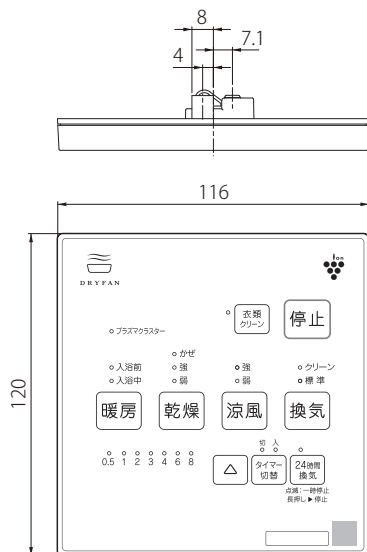 8
7.1
4
116
120
DRYFAN
Ion
衣類
クリーン
停止
プラズマクラスター
かぜ
入浴前
強
強
クリーン
入浴中
弱
弱
標準
暖房
乾燥
涼風
換気
切 入
0.5 1 2 3 4 6 8
△
タイマー
切替
24時間
換気
点滅:一時停止
長押し▶停止